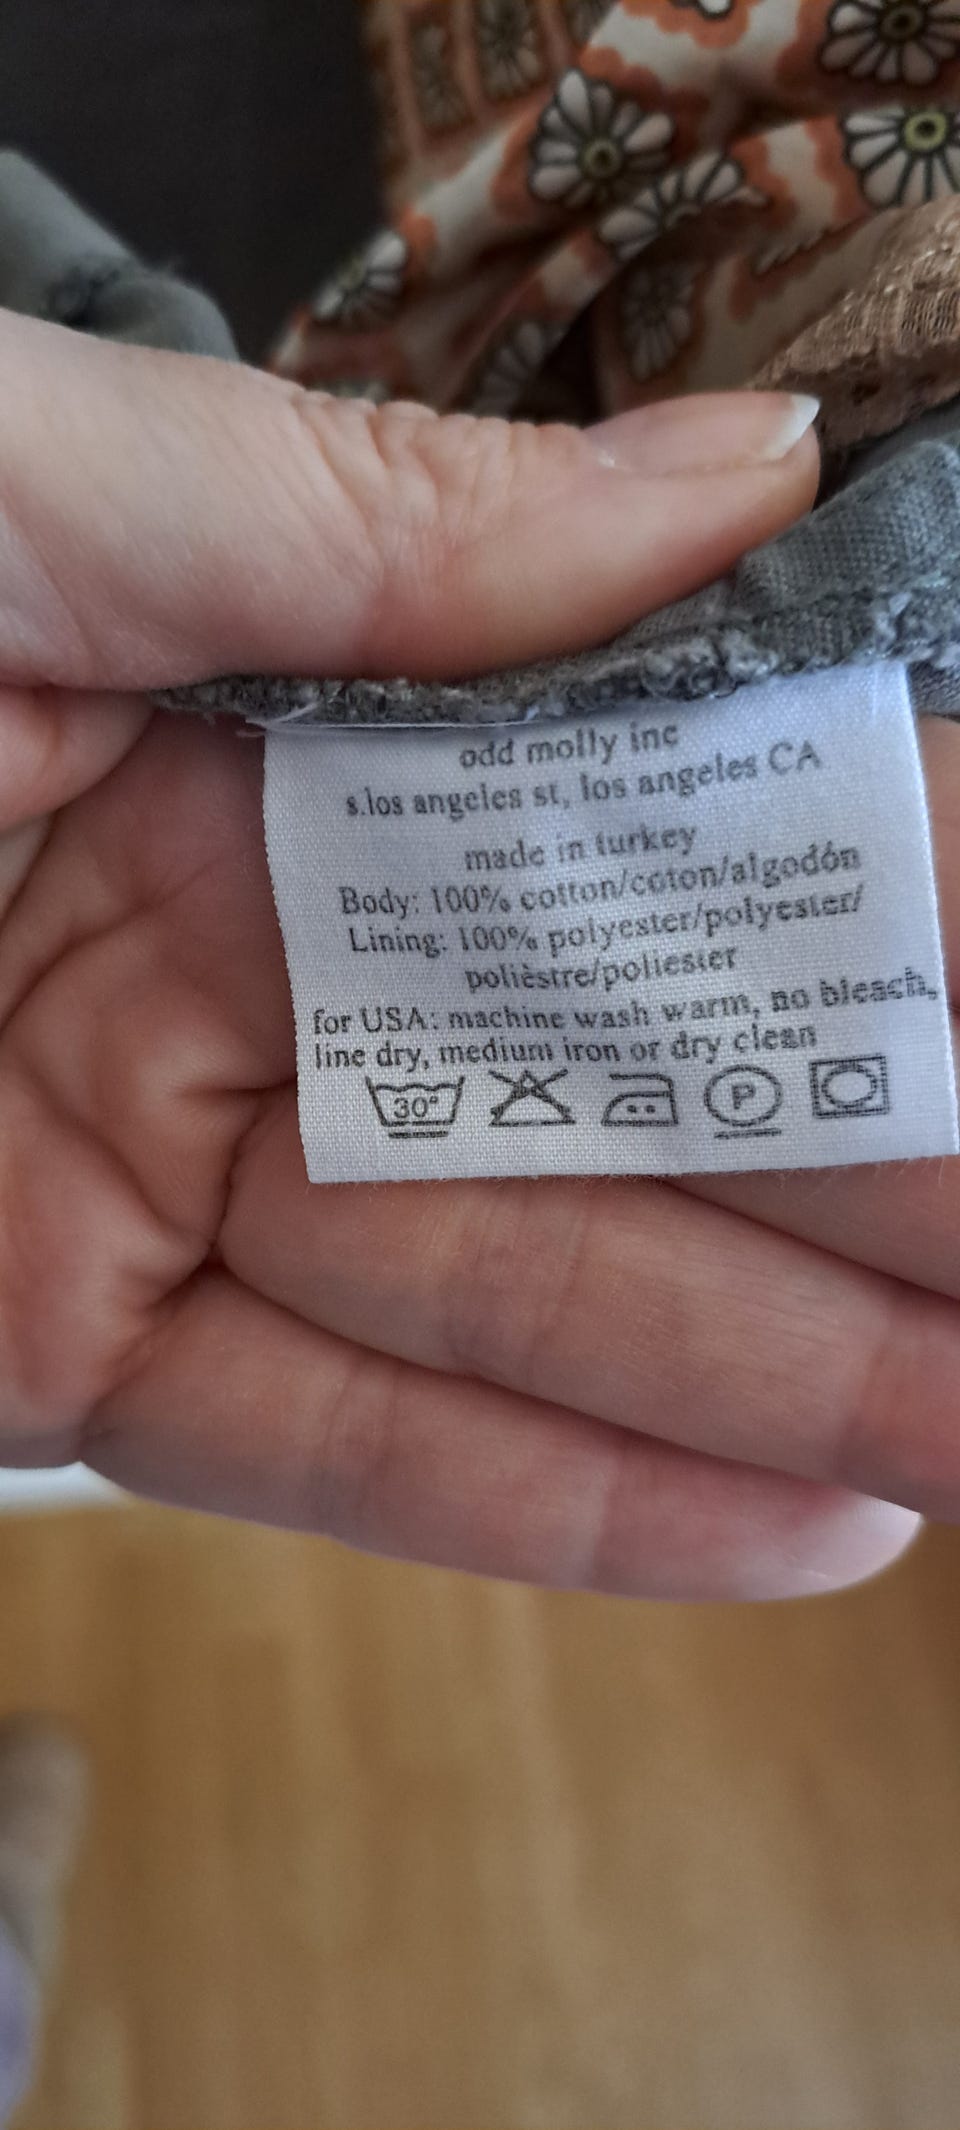 odd molly inc
s.los angeles st, los angeles CA
made in turkey
Body: 100% cotton/coton/algodón
Lining: 100% polyester/polyester/
polièstre/poliester
for USA: machine wash warm, no bleach,
line dry, medium iron or dry clean
30° P